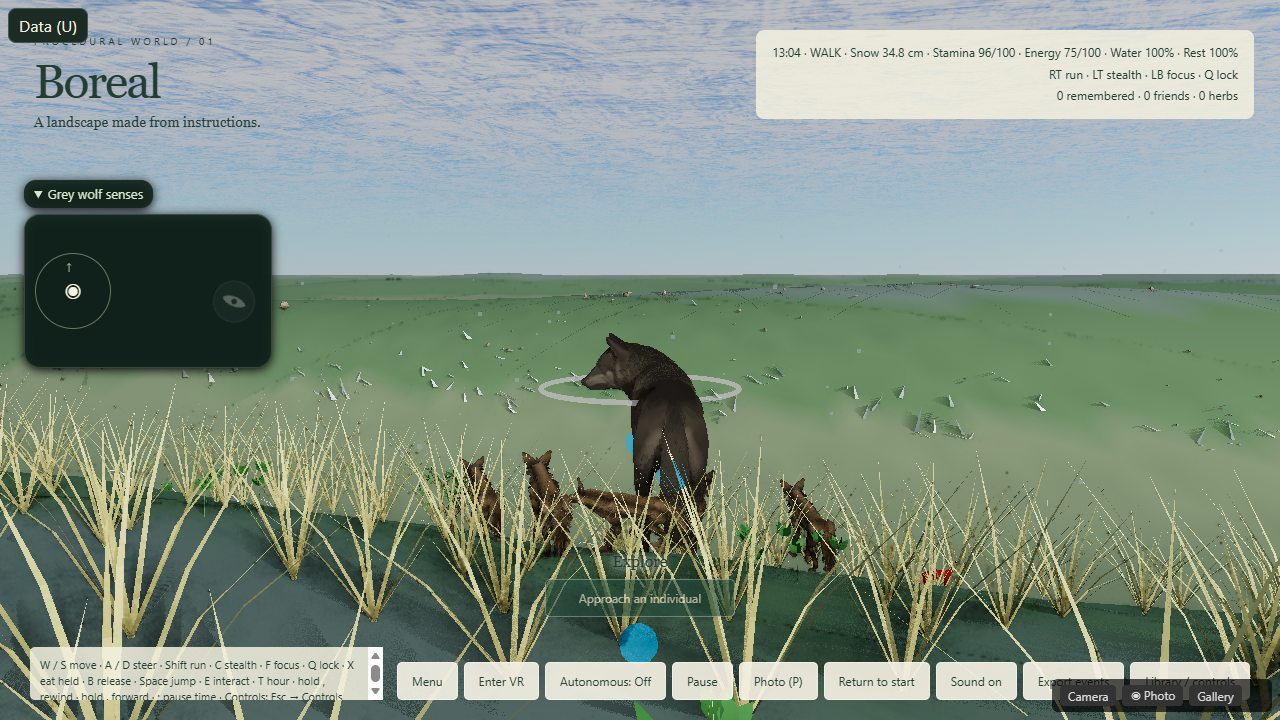 Data (U)
PROCEDURAL WORLD / 01
Boreal
A landscape made from instructions.
13:04 · WALK · Snow 34.8 cm · Stamina 96/100 · Energy 75/100 · Water 100% · Rest 100%
RT run · LT stealth · LB focus · Q lock
0 remembered · 0 friends · 0 herbs
▼ Grey wolf senses
Explore
Approach an individual
W / S move · A / D steer · Shift run · C stealth · F focus · Q lock · X
eat held · B release · Space jump · E interact · T hour · hold ,
rewind · hold . forward · ; pause time · Controls: Esc → Controls
Menu
Enter VR
Autonomous: Off
Pause
Photo (P)
Return to start
Sound on
Export events
Library / controls
Camera
◉ Photo
Gallery